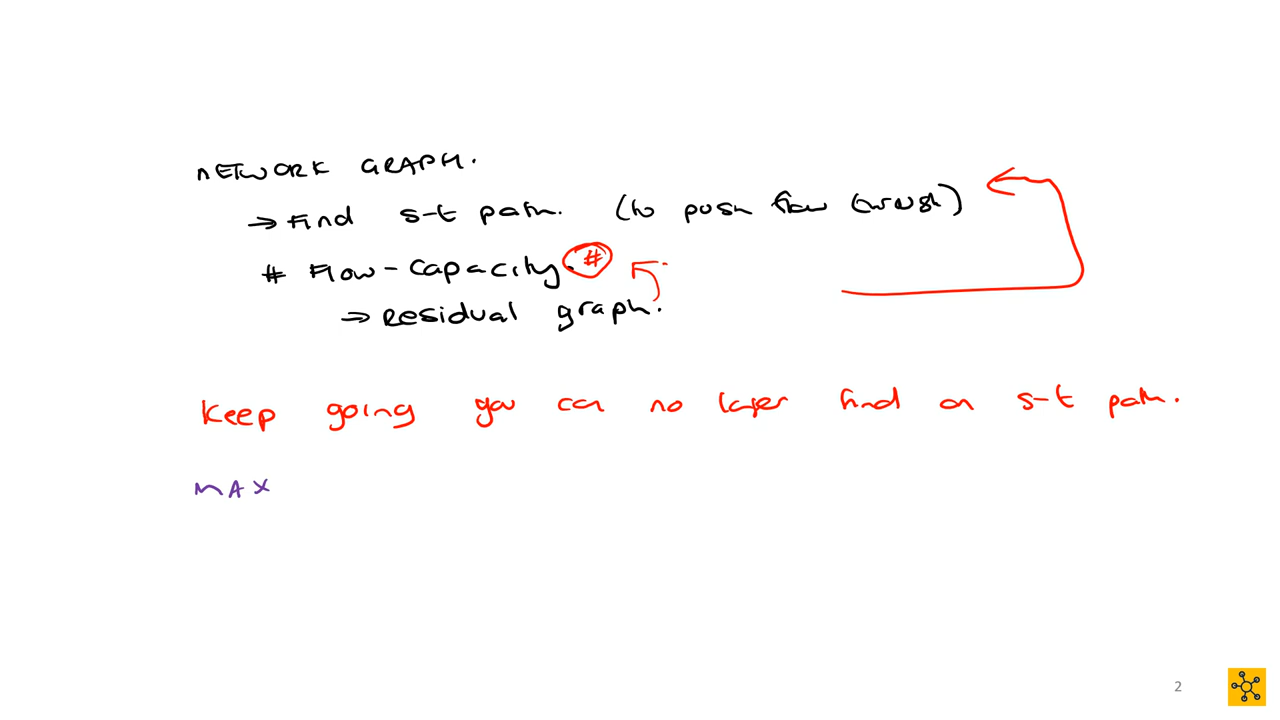 NETWORK GRAPH.
→ Find s-t path. (to push flow through)
# Flow-Capacity. #
⇒ Residual graph.
Keep going you can no longer find an s-t path.
MAX
2